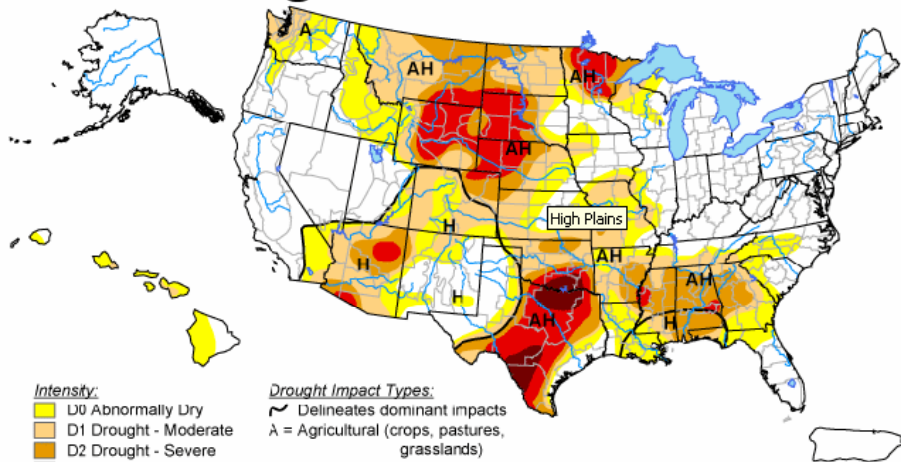 A
AH
AH
AH
High Plains
H
AH
H
AH
H
AH
H
Intensity:
D0 Abnormally Dry
D1 Drought - Moderate
D2 Drought - Severe
Drought Impact Types:
Delineates dominant impacts
A = Agricultural (crops, pastures,
grasslands)